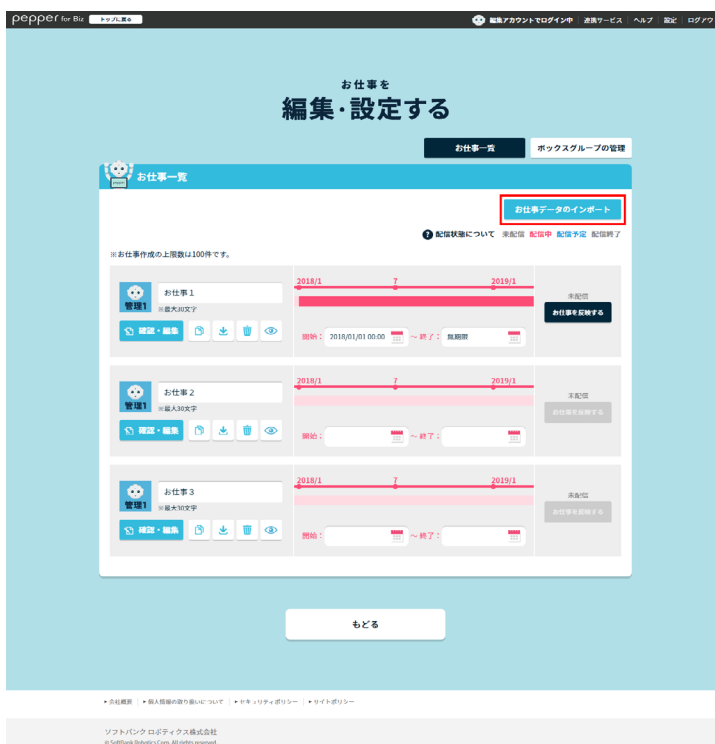 pepper for Biz トップに戻る 編集アカウントでログイン中 連携サービス ヘルプ 設定 ログアウ
お仕事を
編集・設定する
お仕事一覧 ボックスグループの管理
お仕事一覧
お仕事データのインポート
? 配信状態について 未配信 配信中 配信予定 配信終了
※お仕事作成の上限数は100件です。
2018/1 7 2019/1
お仕事1
管理1 ※最大30文字
未配信
お仕事を反映する
確認・編集
開始: 2018/01/01 00:00 ～終了: 無期限
2018/1 7 2019/1
お仕事2
管理1 ※最大30文字
未配信
お仕事を反映する
確認・編集
開始: ～終了:
2018/1 7 2019/1
お仕事3
管理1 ※最大30文字
未配信
お仕事を反映する
確認・編集
開始: ～終了:
もどる
会社概要 個人情報の取り扱いについて セキュリティポリシー サイトポリシー
ソフトバンク ロボティクス株式会社
© SoftBank Robotics Corp. All rights reserved.